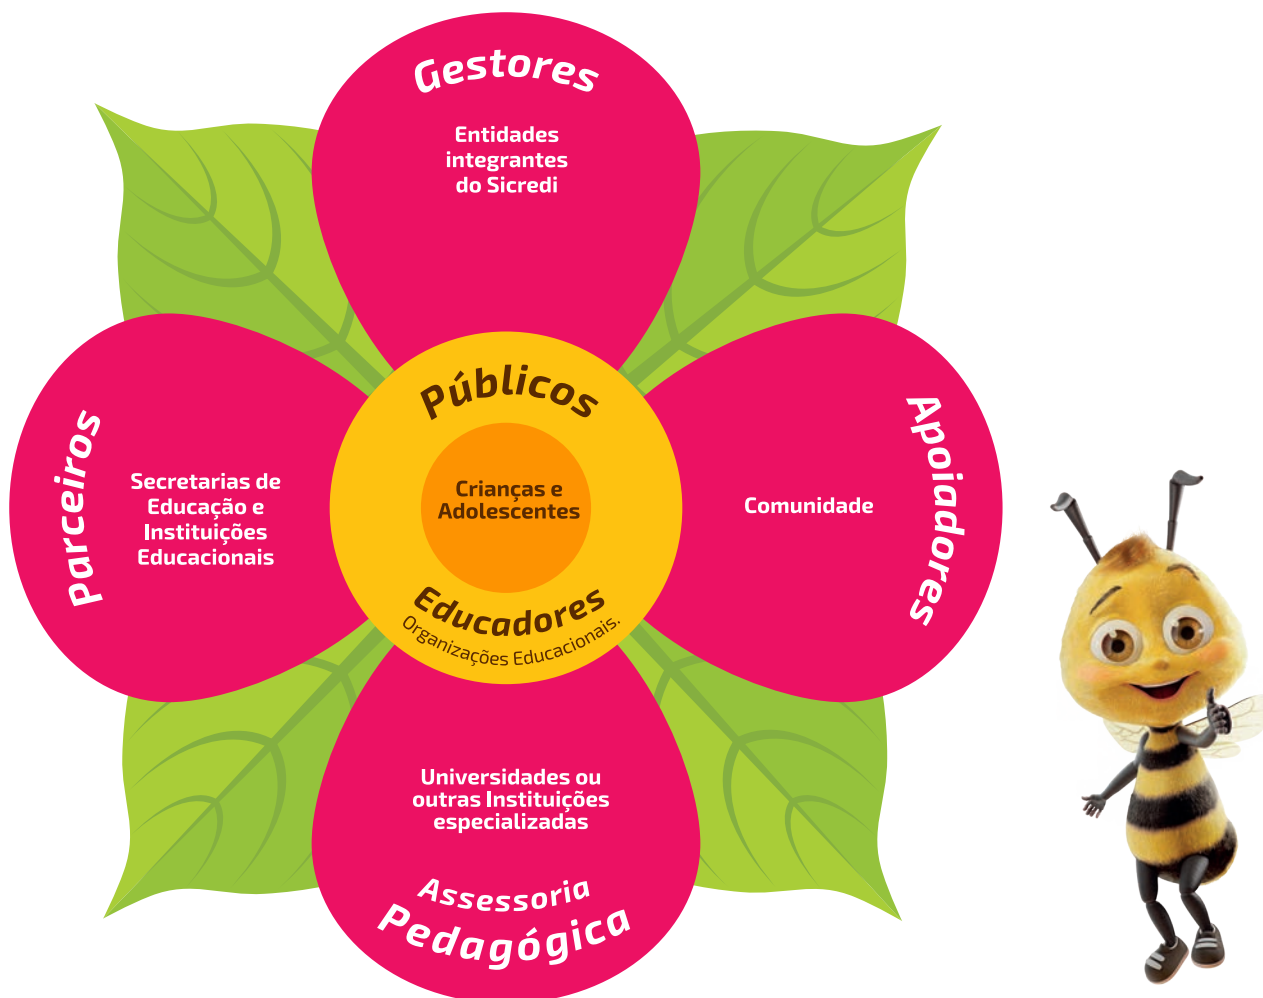 Gestores
Entidades
integrantes
do Sicredi
Parceiros
Secretarias de
Educação e
Instituições
Educacionais
Públicos
Crianças e
Adolescentes
Educadores
Organizações Educacionais.
Comunidade
Apoiadores
Universidades ou
outras Instituições
especializadas
Assessoria
Pedagógica